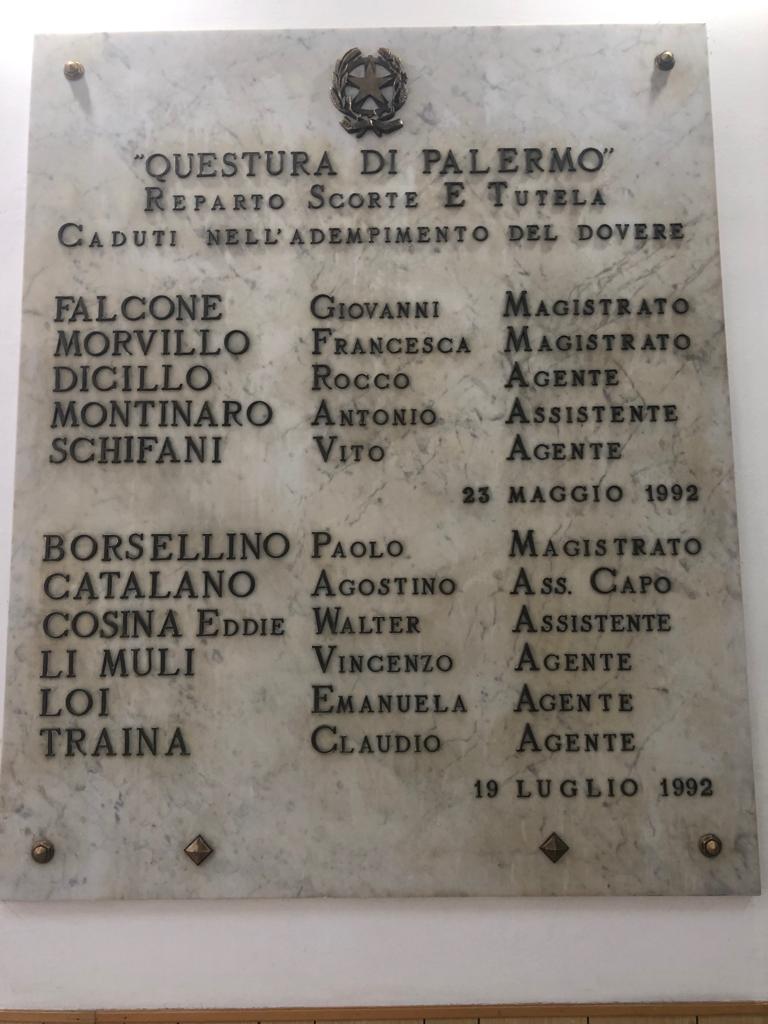 "QUESTURA DI PALERMO"
REPARTO SCORTE E TUTELA
CADUTI NELL'ADEMPIMENTO DEL DOVERE
FALCONE GIOVANNI MAGISTRATO
MORVILLO FRANCESCA MAGISTRATO
DICILLO ROCCO AGENTE
MONTINARO ANTONIO ASSISTENTE
SCHIFANI VITO AGENTE
23 MAGGIO 1992
BORSELLINO PAOLO MAGISTRATO
CATALANO AGOSTINO ASS. CAPO
COSINA EDDIE WALTER ASSISTENTE
LI MULI VINCENZO AGENTE
LOI EMANUELA AGENTE
TRAINA CLAUDIO AGENTE
19 LUGLIO 1992